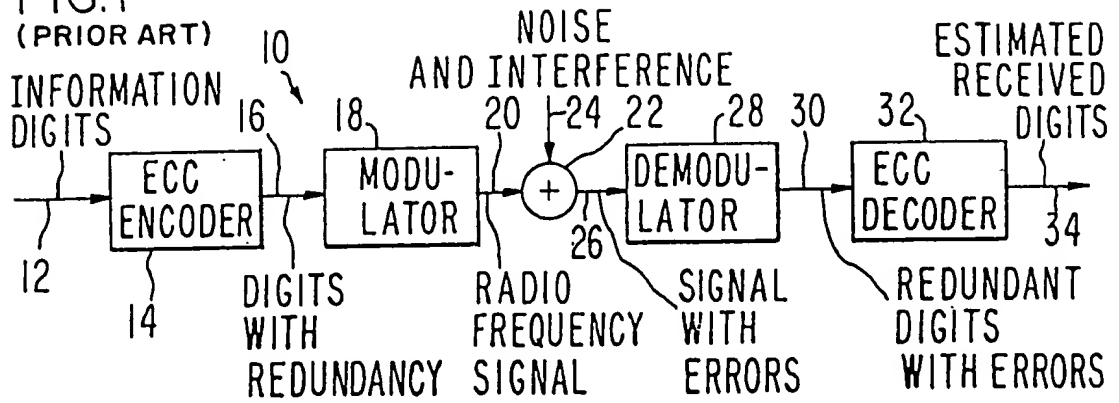 FIG.1
(PRIOR ART)
INFORMATION
DIGITS
10
NOISE
AND INTERFERENCE
ESTIMATED
RECEIVED
DIGITS
16
18
20
24
22
28
30
32
ECC
ENCODER
MODU-
LATOR
+
DEMODU-
LATOR
ECC
DECODER
12
14
26
34
DIGITS
WITH
REDUNDANCY
RADIO
FREQUENCY
SIGNAL
SIGNAL
WITH
ERRORS
REDUNDANT
DIGITS
WITH ERRORS